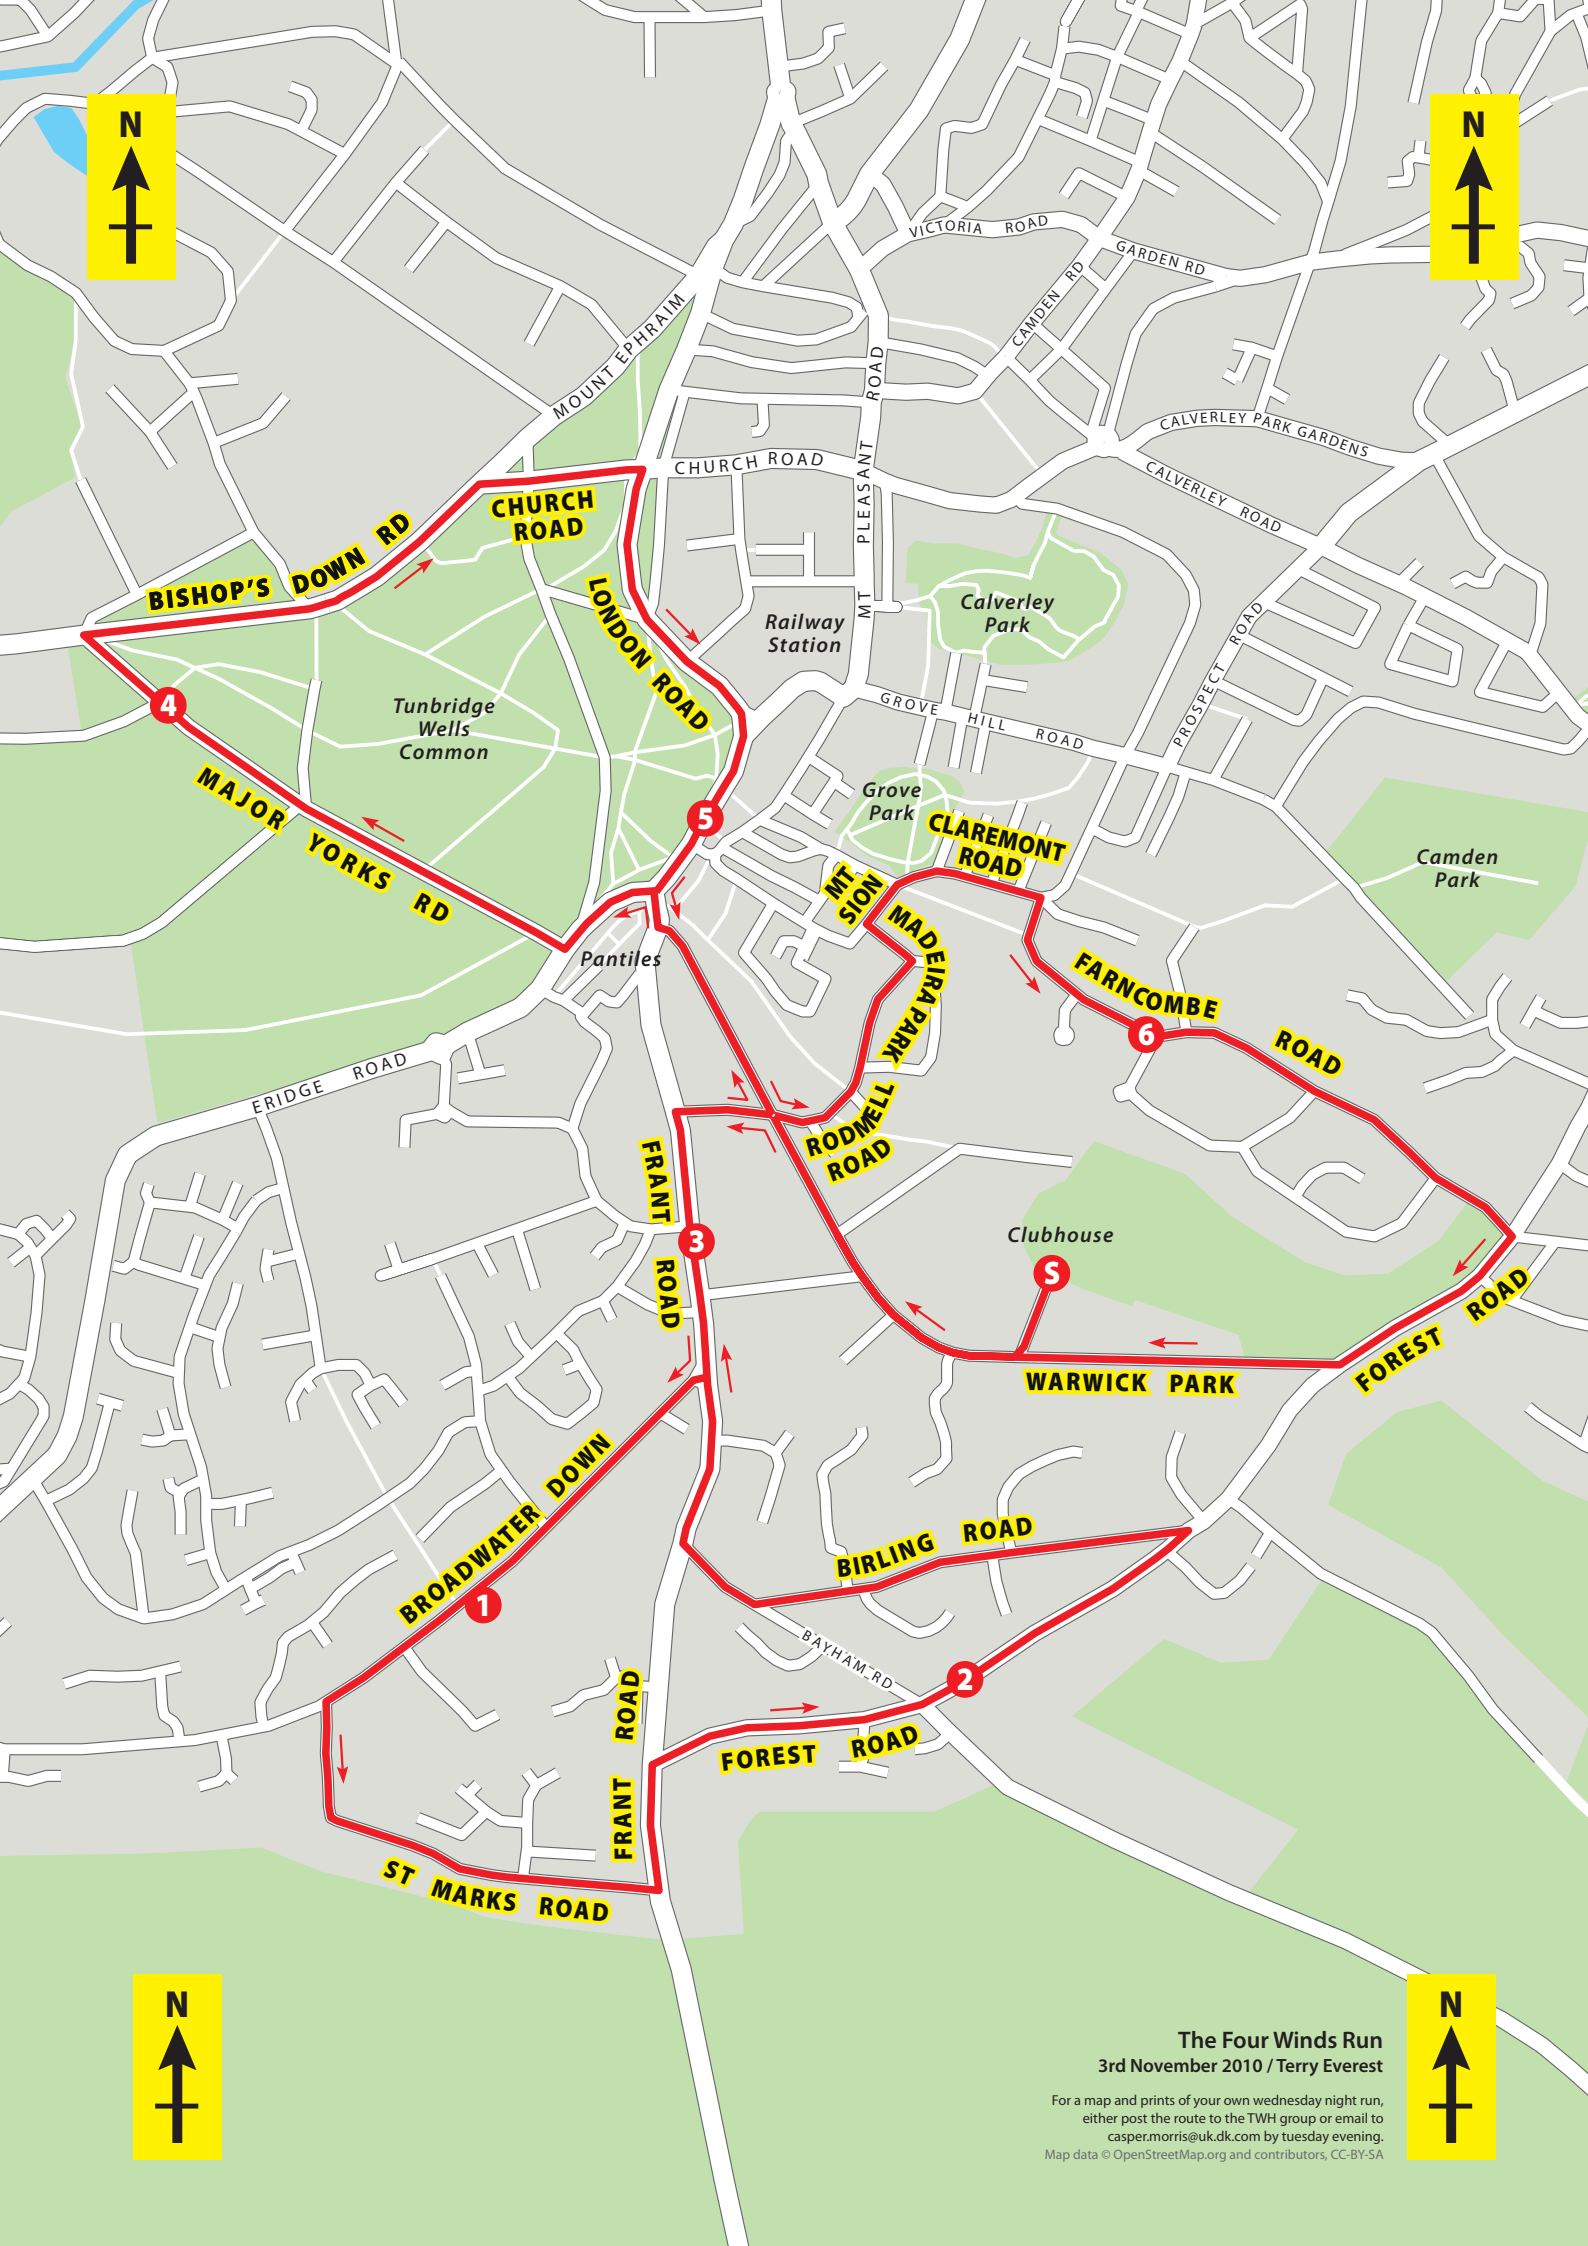 N
N
VICTORIA ROAD
GARDEN RD
CAMDEN RD
MOUNT EPHRAIM
MT PLEASANT ROAD
CALVERLEY PARK GARDENS
CHURCH ROAD
CALVERLEY ROAD
CHURCH
ROAD
BISHOP'S DOWN RD
LONDON ROAD
Railway
Station
Calverley
Park
PROSPECT ROAD
Tunbridge
Wells
Common
4
GROVE HILL ROAD
MAJOR YORKS RD
Grove
Park
5
CLAREMONT
ROAD
Camden
Park
MT
SION
MADEIRA PARK
Pantiles
FARNCOMBE ROAD
6
ERIDGE ROAD
RODMELL
ROAD
FRANT ROAD
3
Clubhouse
S
FOREST ROAD
WARWICK PARK
BROADWATER DOWN
1
BIRLING ROAD
BAYHAM RD
2
FRANT ROAD
FOREST ROAD
ST MARKS ROAD
N
N
The Four Winds Run
3rd November 2010 / Terry Everest
For a map and prints of your own wednesday night run,
either post the route to the TWH group or email to
casper.morris@uk.dk.com by tuesday evening.
Map data © OpenStreetMap.org and contributors, CC-BY-SA